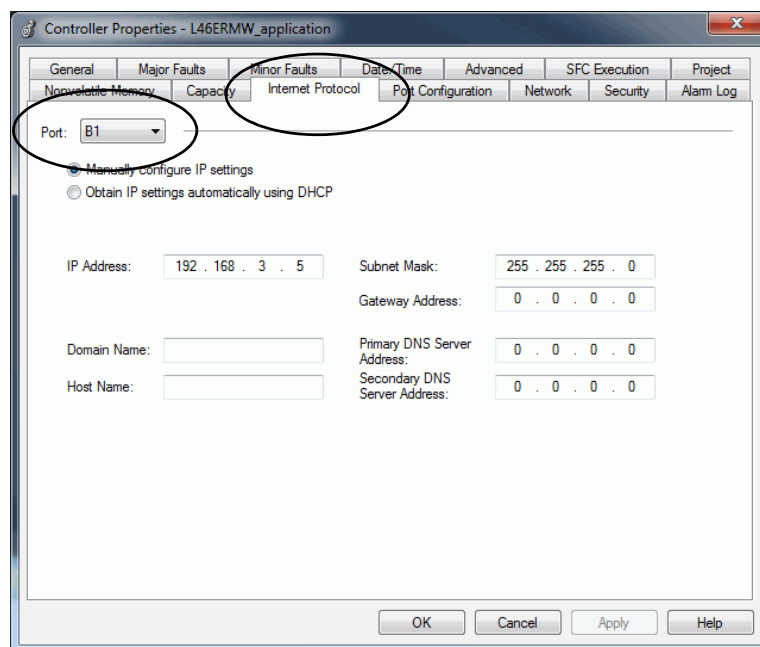 Controller Properties - L46ERMW_application
General Major Faults Minor Faults Date/Time Advanced SFC Execution Project
Nonvolatile Memory Capacity Internet Protocol Port Configuration Network Security Alarm Log
Port: B1
Manually configure IP settings
Obtain IP settings automatically using DHCP
IP Address: 192 . 168 . 3 . 5 Subnet Mask: 255 . 255 . 255 . 0
Gateway Address: 0 . 0 . 0 . 0
Domain Name: Primary DNS Server Address: 0 . 0 . 0 . 0
Host Name: Secondary DNS Server Address: 0 . 0 . 0 . 0
OK Cancel Apply Help